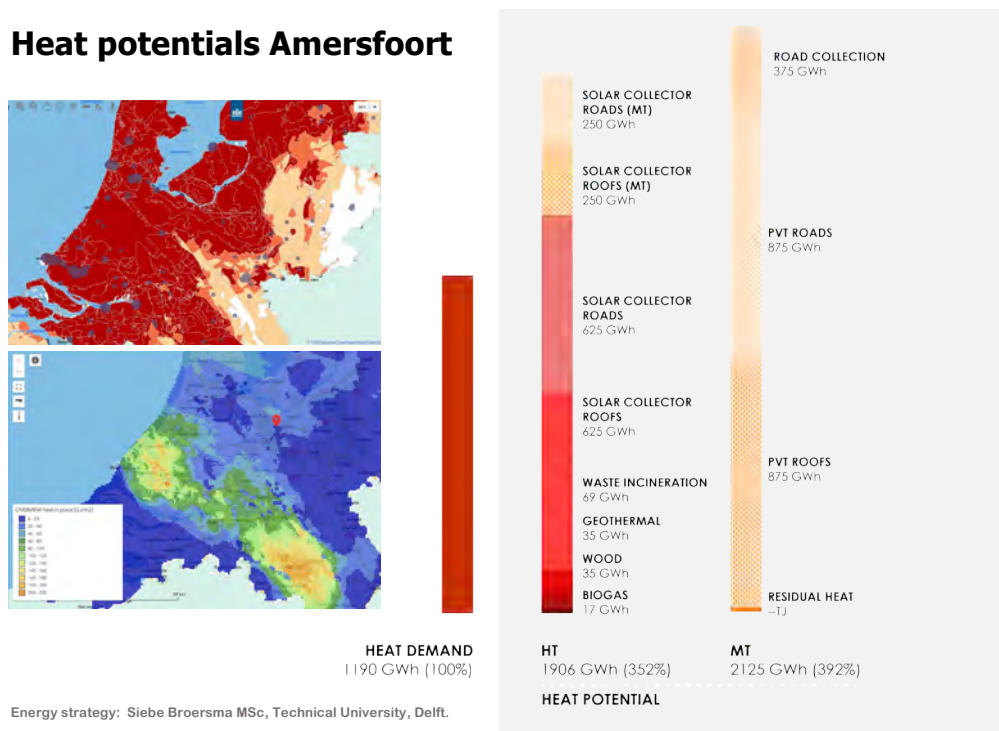 Heat potentials Amersfoort
HEAT DEMAND
1190 GWh (100%)
Energy strategy:  Siebe Broersma MSc, Technical University, Delft.
SOLAR COLLECTOR
ROADS (MT)
250 GWh
SOLAR COLLECTOR
ROOFS (MT)
250 GWh
SOLAR COLLECTOR
ROADS
625 GWh
SOLAR COLLECTOR
ROOFS
625 GWh
WASTE INCINERATION
69 GWh
GEOTHERMAL
35 GWh
WOOD
35 GWh
BIOGAS
17 GWh
HT
1906 GWh (352%)
ROAD COLLECTION
375 GWh
PVT ROADS
875 GWh
PVT ROOFS
875 GWh
RESIDUAL HEAT
–TJ
MT
2125 GWh (392%)
HEAT POTENTIAL